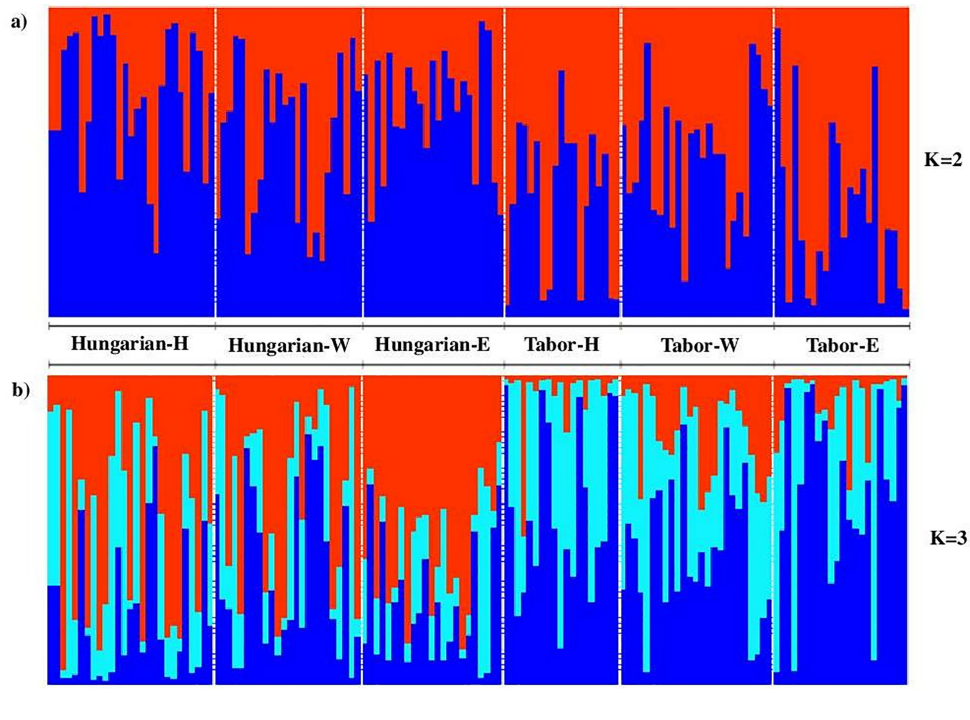 a)
K=2
Hungarian-H Hungarian-W Hungarian-E Tabor-H Tabor-W Tabor-E
b)
K=3